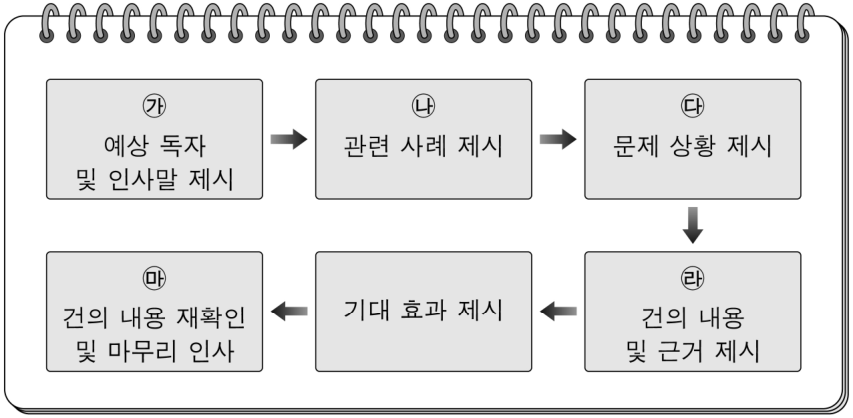 ㉮
예상 독자
및 인사말 제시
㉯
관련 사례 제시
㉰
문제 상황 제시
㉱
건의 내용
및 근거 제시
기대 효과 제시
㉲
건의 내용 재확인
및 마무리 인사